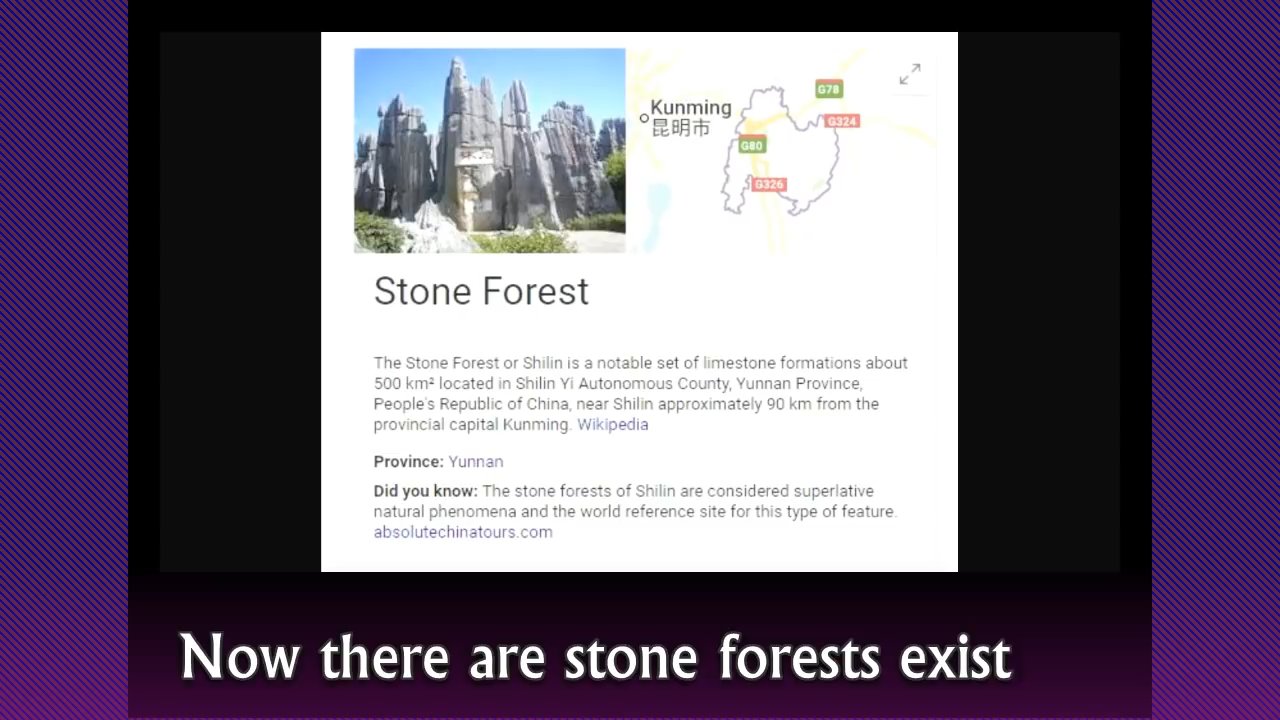 Kunming
昆明市
G78
G324
G80
G326
Stone Forest
The Stone Forest or Shilin is a notable set of limestone formations about
500 km² located in Shilin Yi Autonomous County, Yunnan Province,
People's Republic of China, near Shilin approximately 90 km from the
provincial capital Kunming. Wikipedia
Province: Yunnan
Did you know: The stone forests of Shilin are considered superlative
natural phenomena and the world reference site for this type of feature.
absolutechinatours.com
Now there are stone forests exist